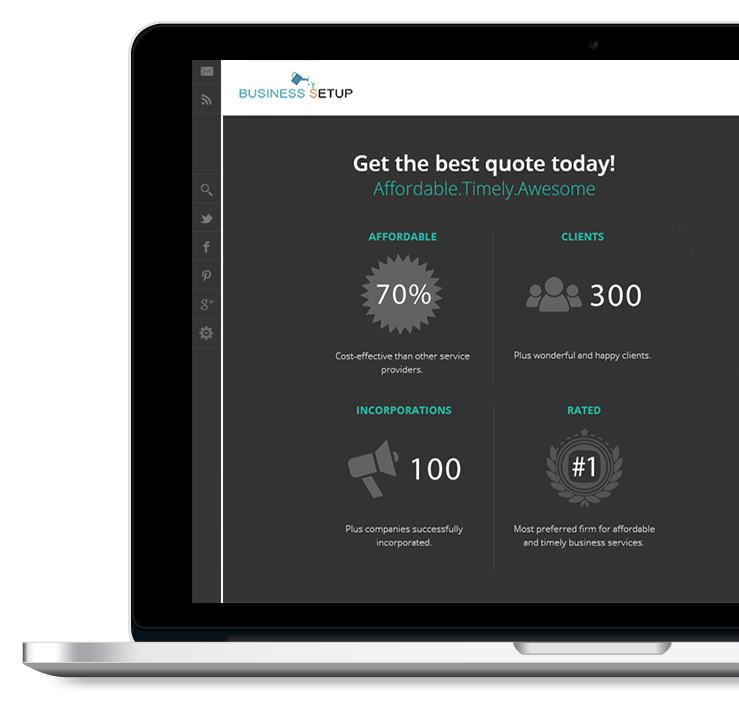 BUSINESS SETUP
Get the best quote today!
Affordable.Timely.Awesome
AFFORDABLE
70%
Cost-effective than other service
providers.
CLIENTS
300
Plus wonderful and happy clients.
INCORPORATIONS
100
Plus companies successfully
incorporated.
RATED
#1
Most preferred firm for affordable
and timely business services.
g+